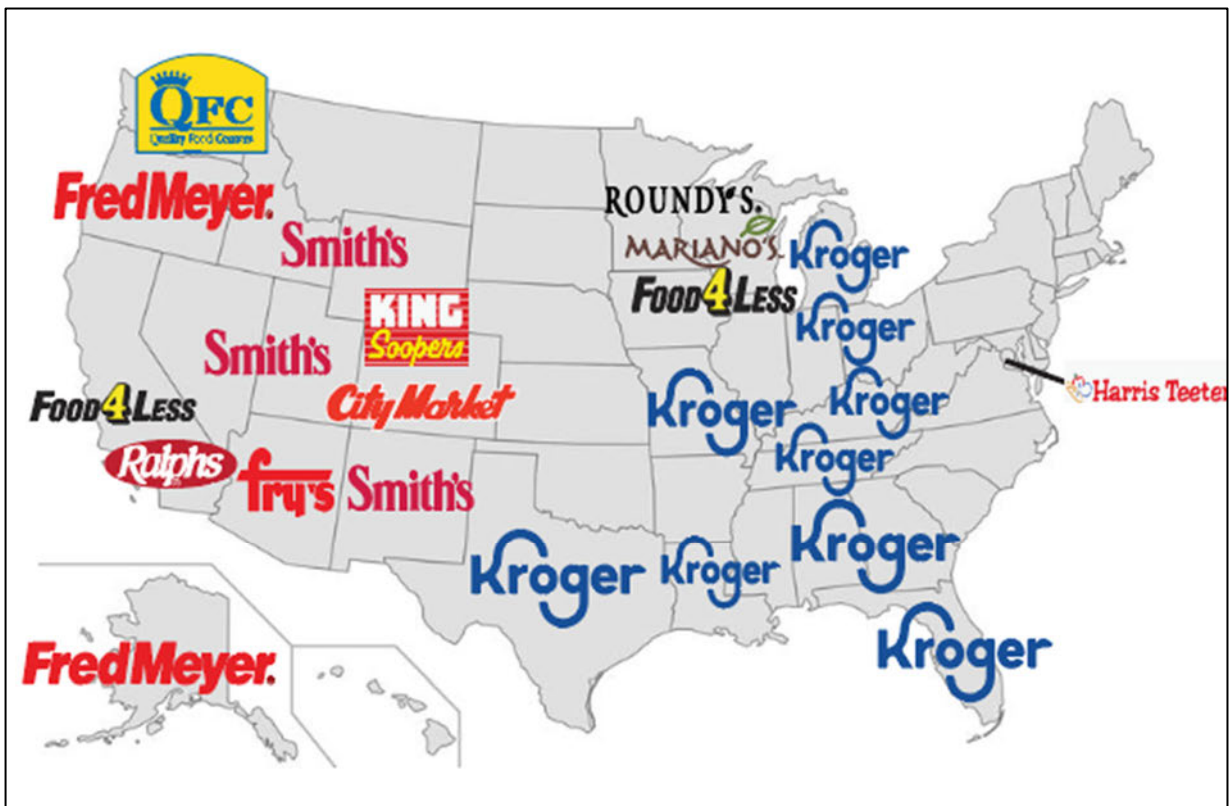 QFC
Quality Food Centers
FredMeyer.
ROUNDY'S.
Smith's
MARIANO'S
Kroger
FOOD4LESS
KING
Soopers
Kroger
Smith's
Harris Teeter
FOOD4LESS
City Market
Kroger
Kroger
Ralphs
Kroger
fry's
Smith's
Kroger
Kroger
Kroger
FredMeyer.
Kroger